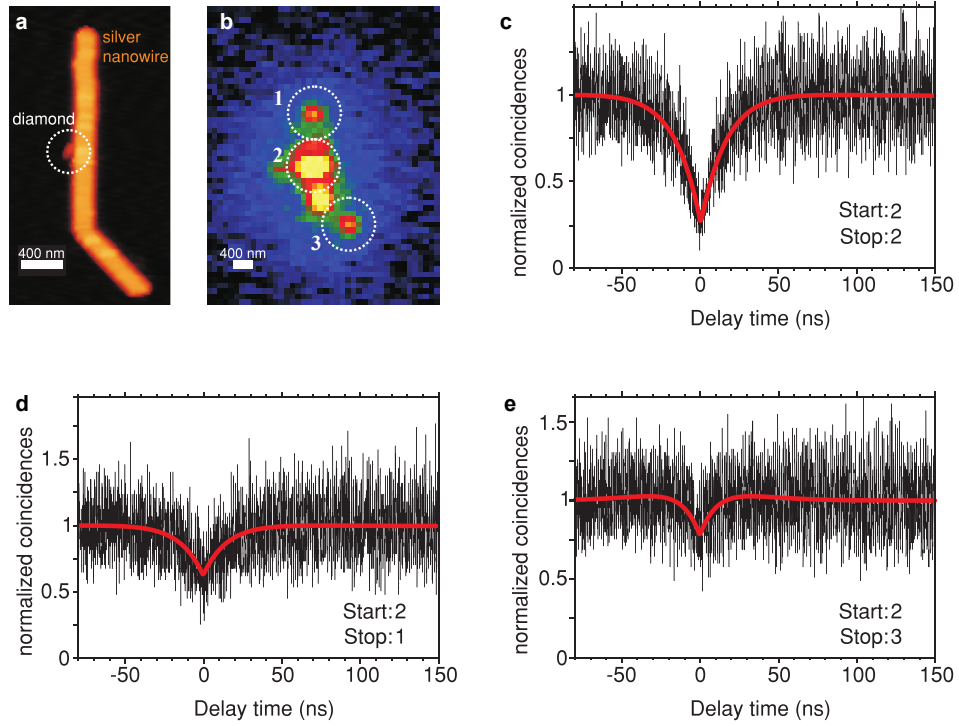 a
silver
nanowire
diamond
400 nm
b
1
2
3
400 nm
c
normalized coincidences
1
0.5
0
Start:2
Stop:2
-50
0
50
100
150
Delay time (ns)
d
normalized coincidences
1.5
1
0.5
0
Start:2
Stop:1
-50
0
50
100
150
Delay time (ns)
e
normalized coincidences
1.5
1
0.5
0
Start:2
Stop:3
-50
0
50
100
150
Delay time (ns)